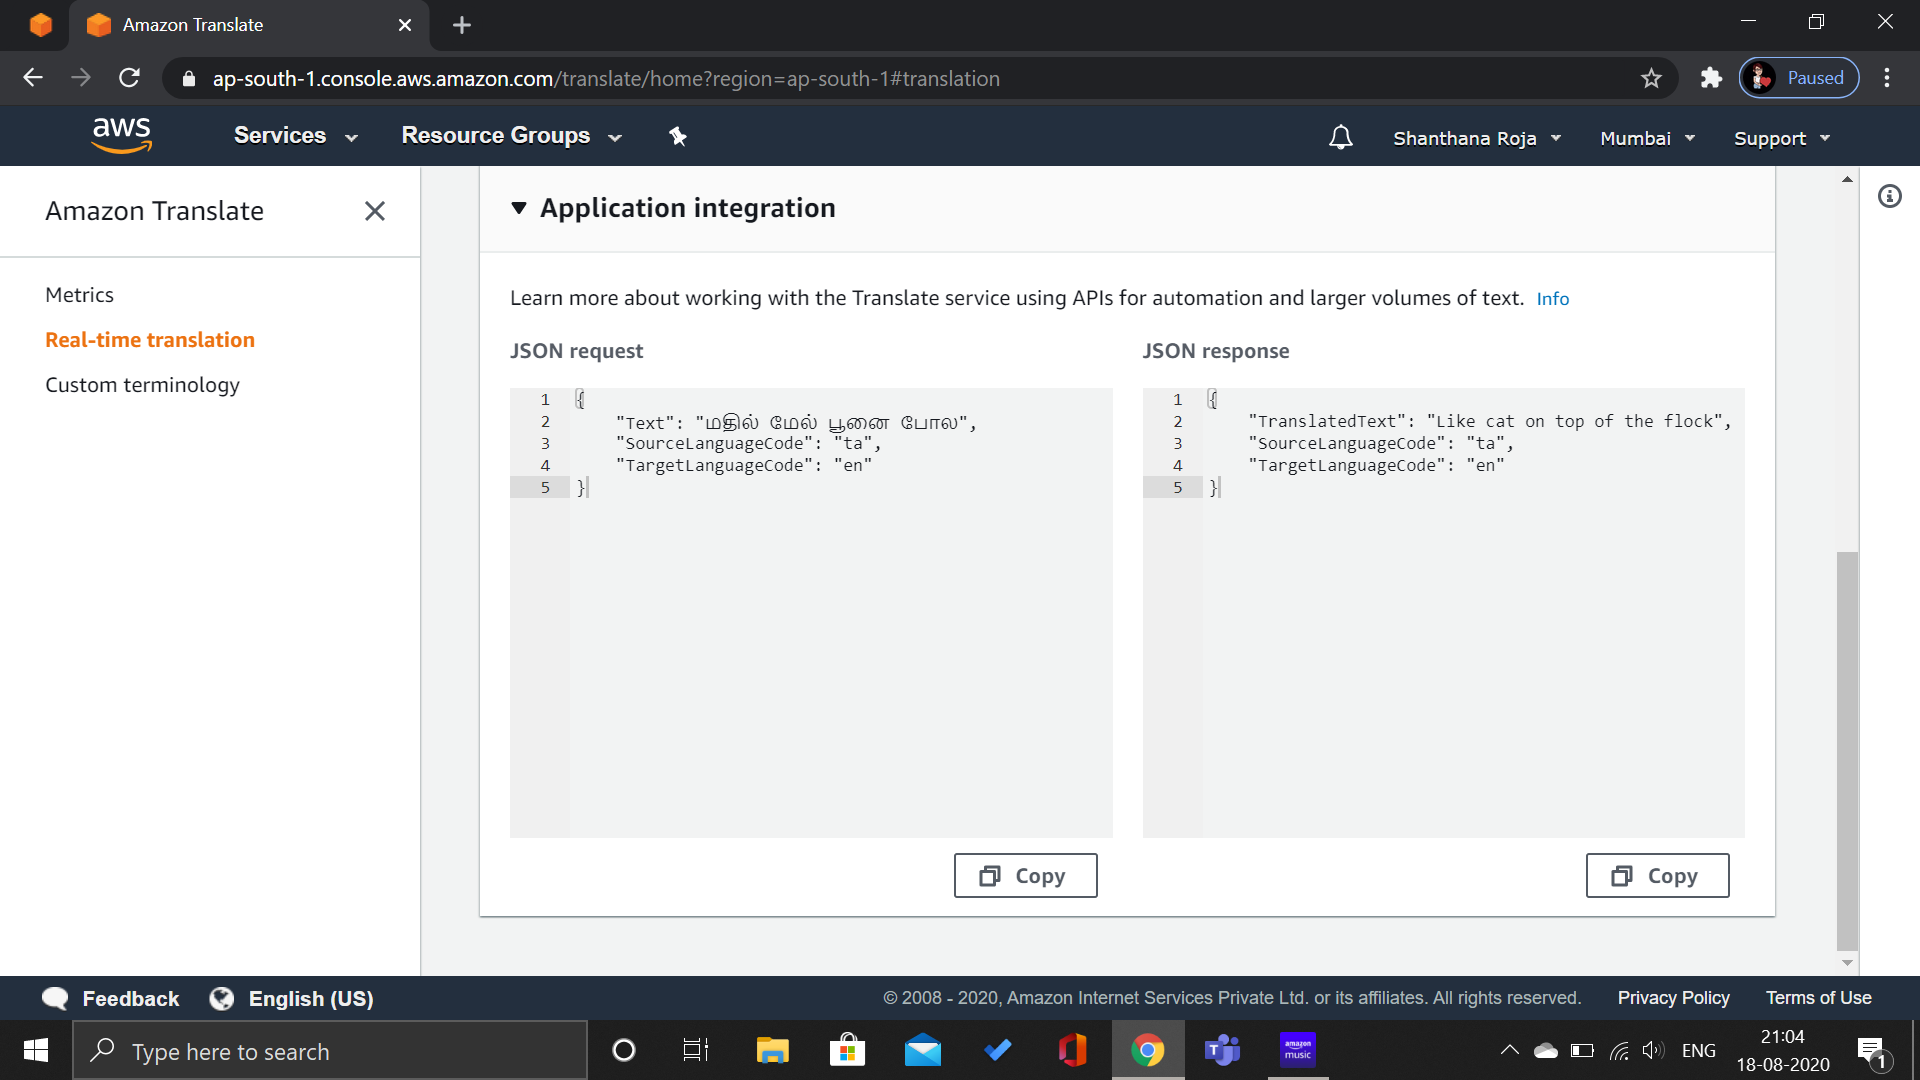 Amazon Translate
ap-south-1.console.aws.amazon.com/translate/home?region=ap-south-1#translation
Paused
aws
Services
Resource Groups
Shanthana Roja
Mumbai
Support
Amazon Translate
Metrics
Real-time translation
Custom terminology
Application integration
Learn more about working with the Translate service using APIs for automation and larger volumes of text. Info
JSON request
1 {
2 "Text": "மதில் மேல் பூனை போல",
3 "SourceLanguageCode": "ta",
4 "TargetLanguageCode": "en"
5 }
Copy
JSON response
1 {
2 "TranslatedText": "Like cat on top of the flock",
3 "SourceLanguageCode": "ta",
4 "TargetLanguageCode": "en"
5 }
Copy
Feedback
English (US)
© 2008 - 2020, Amazon Internet Services Private Ltd. or its affiliates. All rights reserved.
Privacy Policy
Terms of Use
Type here to search
amazon
music
ENG
21:04
18-08-2020
1